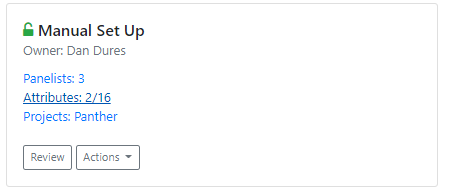 Manual Set Up
Owner: Dan Dures
Panelists: 3
Attributes: 2/16
Projects: Panther
Review Actions